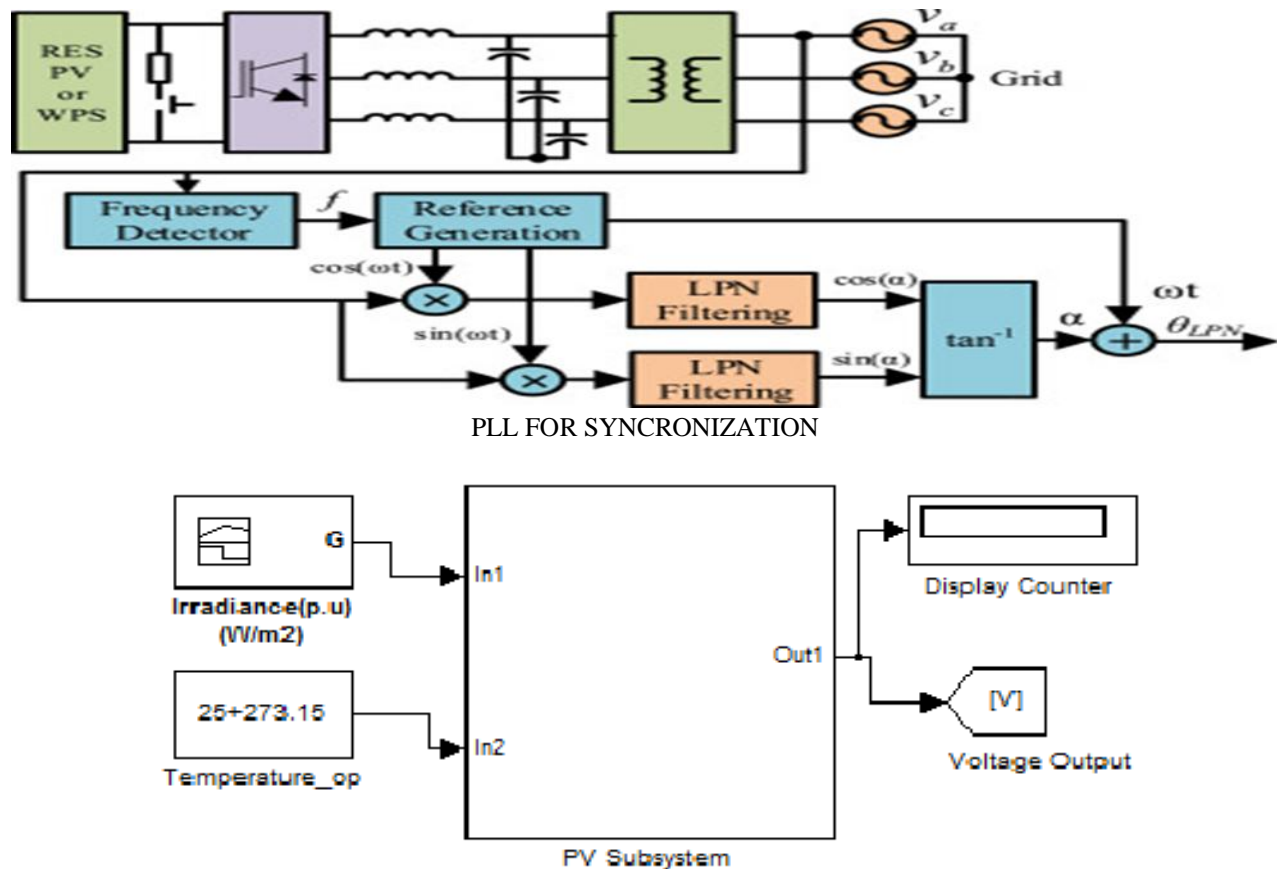 RES
PV
or
WPS
va
vb
vc
Grid
Frequency
Detector
f
Reference
Generation
cos(ωt)
sin(ωt)
×
×
LPN
Filtering
LPN
Filtering
cos(α)
sin(α)
tan-1
α
ωt
+
θLPN
PLL FOR SYNCRONIZATION
G
Irradiance(p.u)
(W/m2)
25+273.15
Temperature_op
In1
In2
Out1
PV Subsystem
Display Counter
[V]
Voltage Output